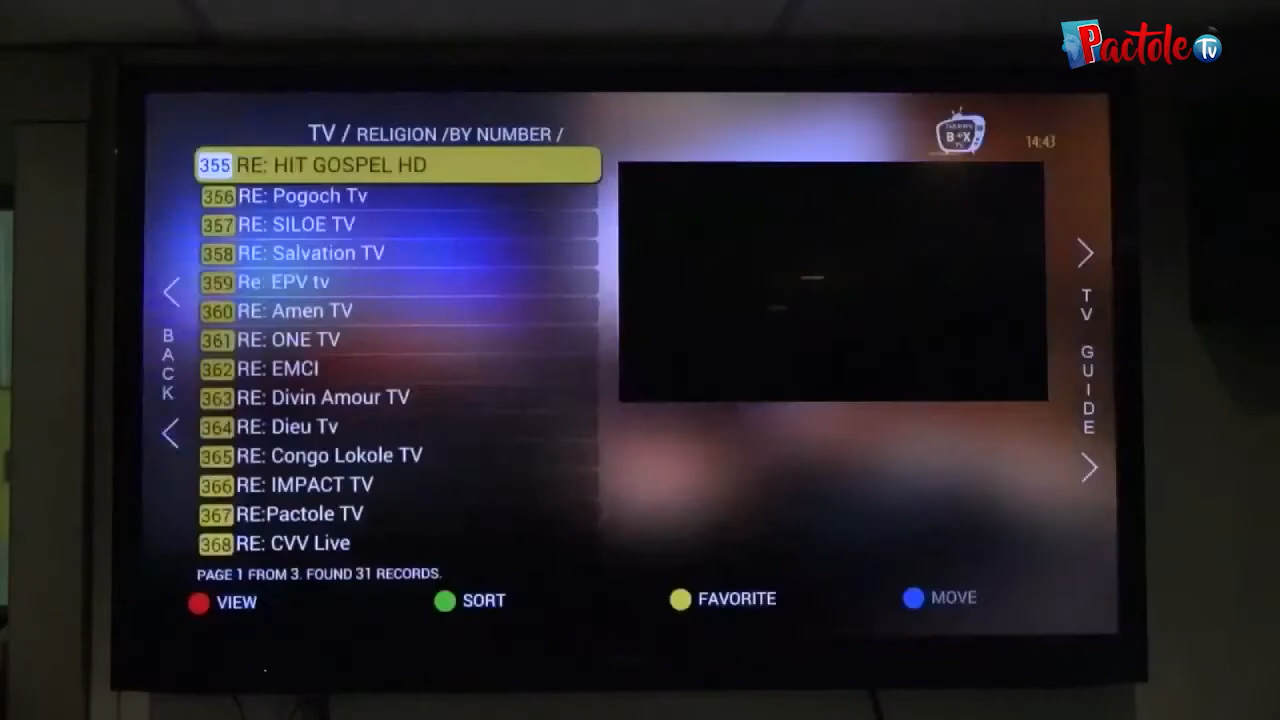 Pactole Tv
TV / RELIGION /BY NUMBER /
14:43
355 RE: HIT GOSPEL HD
356 RE: Pogoch Tv
357 RE: SILOE TV
358 RE: Salvation TV
359 Re: EPV tv
360 RE: Amen TV
361 RE: ONE TV
362 RE: EMCI
363 RE: Divin Amour TV
364 RE: Dieu Tv
365 RE: Congo Lokole TV
366 RE: IMPACT TV
367 RE:Pactole TV
368 RE: CVV Live
BACK
TV GUIDE
PAGE 1 FROM 3. FOUND 31 RECORDS.
VIEW SORT FAVORITE MOVE